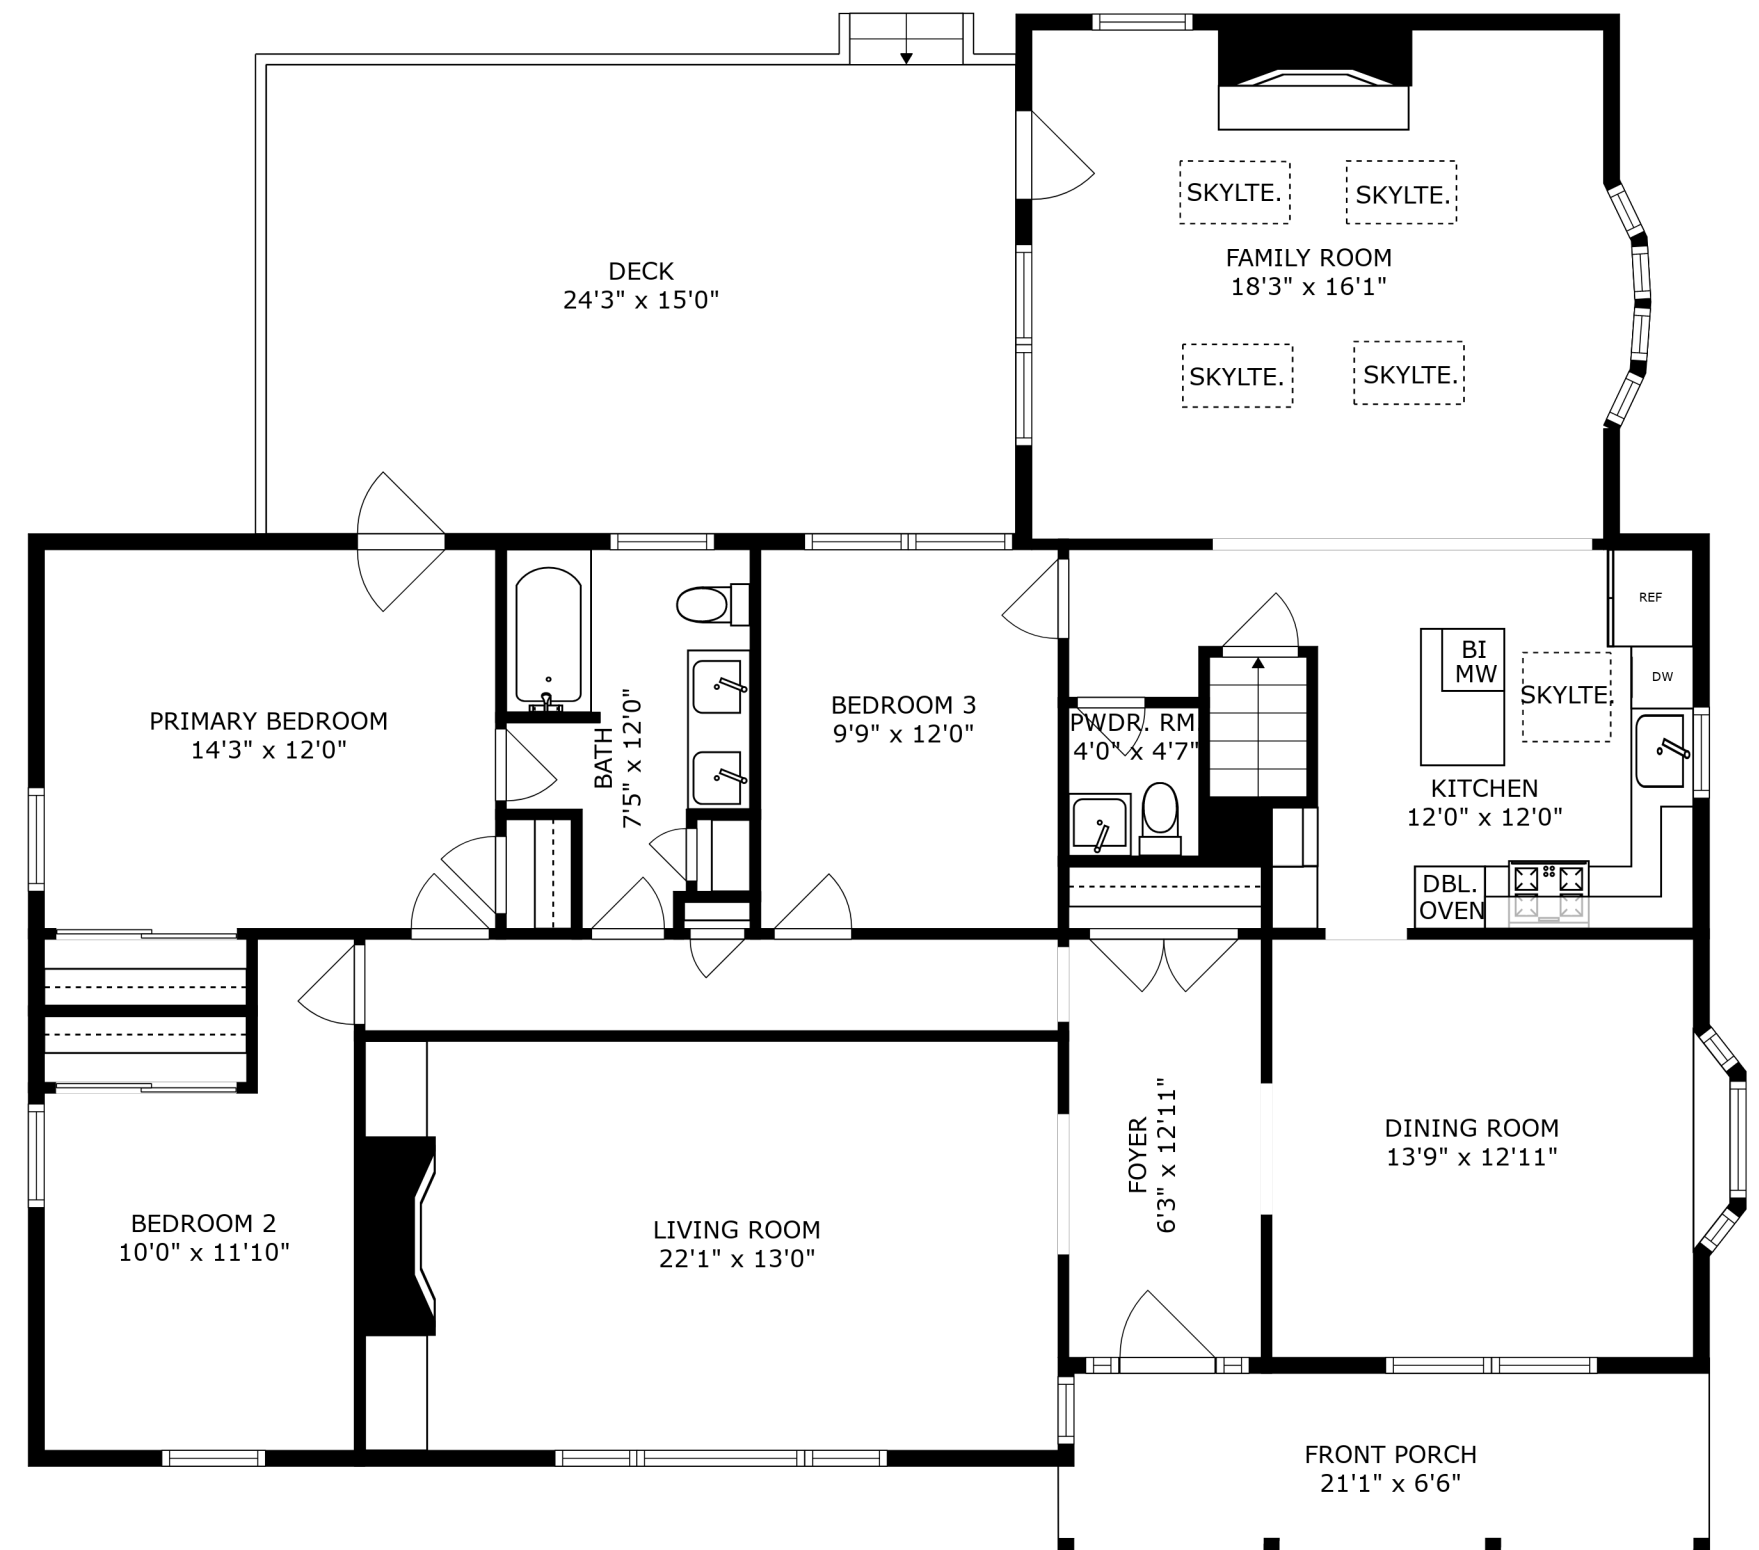 SKYLTE.
SKYLTE.
FAMILY ROOM
18'3" x 16'1"
DECK
24'3" x 15'0"
SKYLTE.
SKYLTE.
REF
BI
MW
DW
SKYLTE.
PRIMARY BEDROOM
14'3" x 12'0"
BATH
7'5" x 12'0"
BEDROOM 3
9'9" x 12'0"
PWDR. RM
4'0" x 4'7"
KITCHEN
12'0" x 12'0"
DBL.
OVEN
FOYER
6'3" x 12'11"
DINING ROOM
13'9" x 12'11"
BEDROOM 2
10'0" x 11'10"
LIVING ROOM
22'1" x 13'0"
FRONT PORCH
21'1" x 6'6"